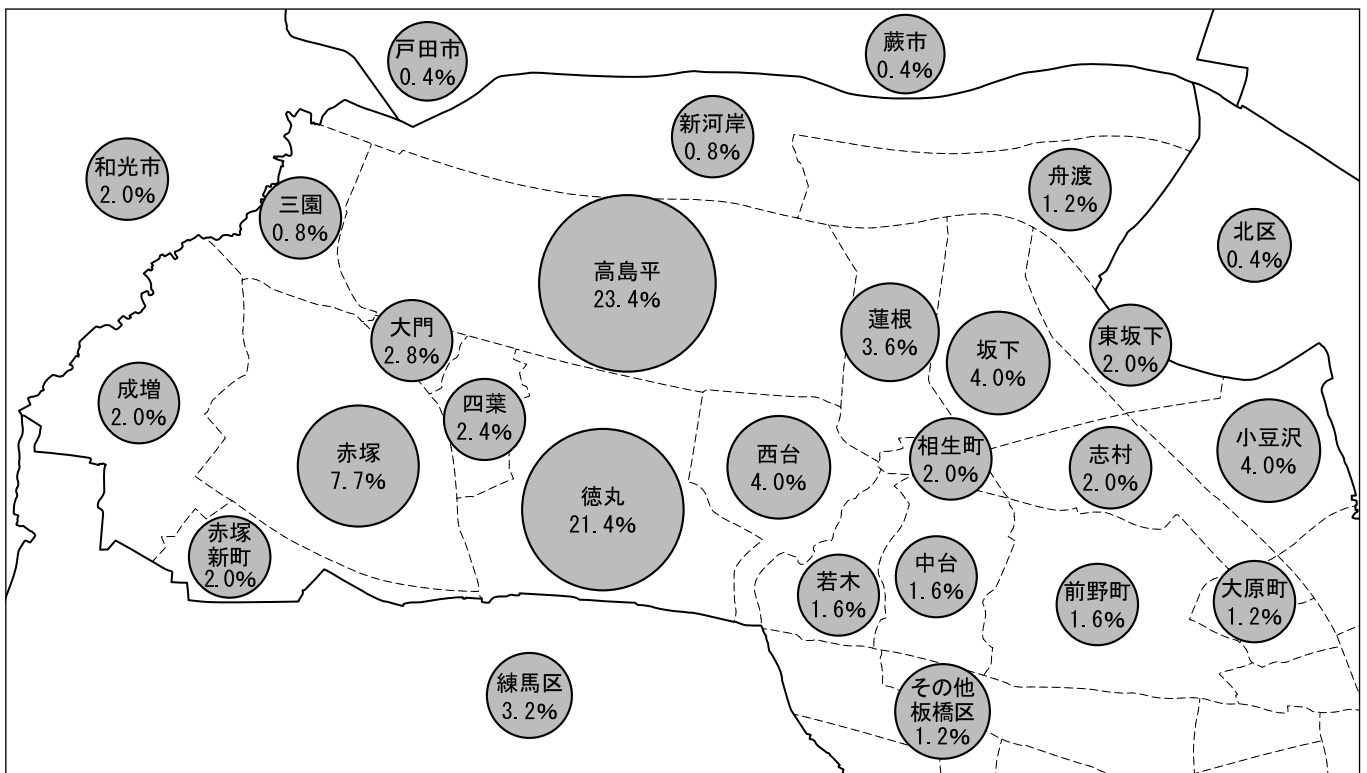 戸田市
0.4%
蕨市
0.4%
新河岸
0.8%
和光市
2.0%
舟渡
1.2%
三園
0.8%
北区
0.4%
高島平
23.4%
蓮根
3.6%
大門
2.8%
坂下
4.0%
東坂下
2.0%
成増
2.0%
四葉
2.4%
赤塚
7.7%
西台
4.0%
相生町
2.0%
志村
2.0%
小豆沢
4.0%
徳丸
21.4%
赤塚
新町
2.0%
若木
1.6%
中台
1.6%
前野町
1.6%
大原町
1.2%
練馬区
3.2%
その他
板橋区
1.2%